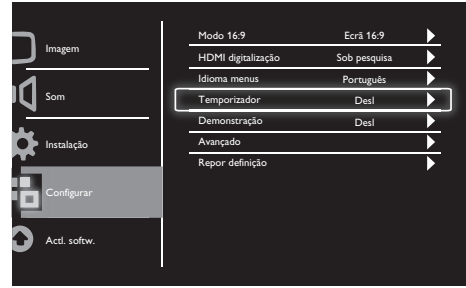 Imagem
Som
Instalação
Configurar
Actl. softw.
Modo 16:9 Ecrã 16:9
HDMI digitalização Sob pesquisa
Idioma menus Português
Temporizador Desl
Demonstração Desl
Avançado
Repor definição